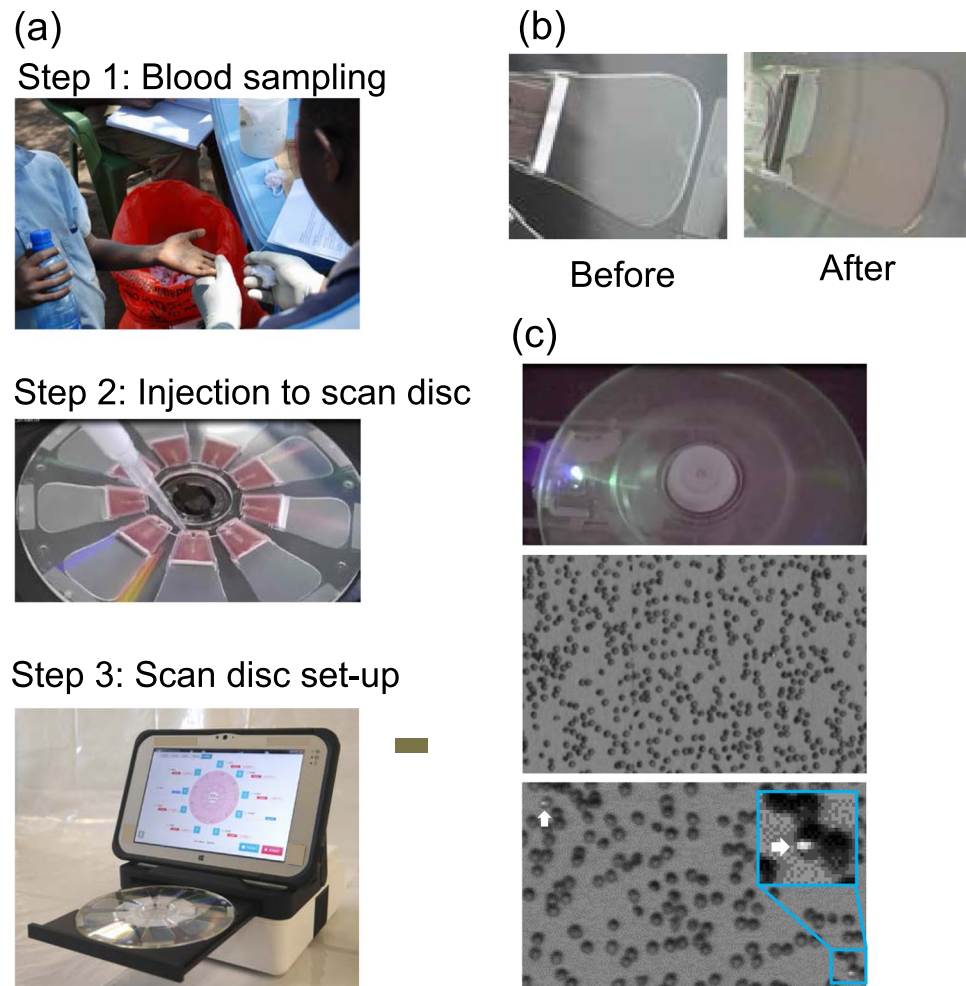 (a)
Step 1: Blood sampling
Step 2: Injection to scan disc
Step 3: Scan disc set-up
(b)
Before
After
(c)